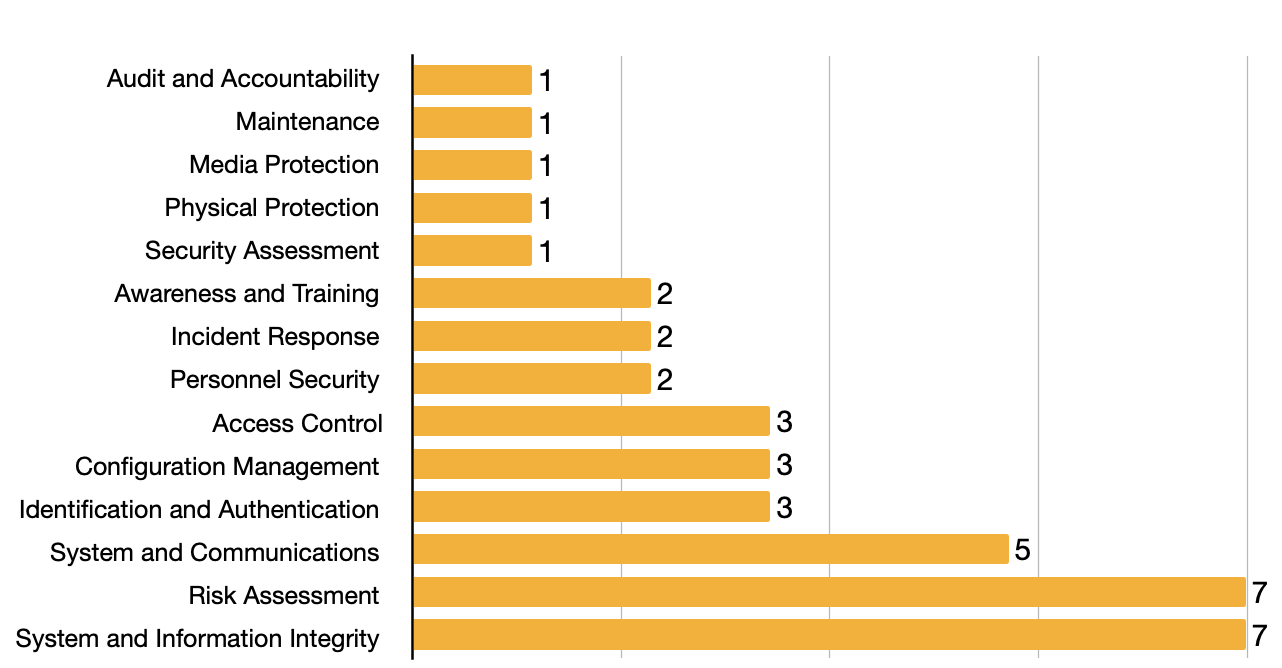 Audit and Accountability 1
Maintenance 1
Media Protection 1
Physical Protection 1
Security Assessment 1
Awareness and Training 2
Incident Response 2
Personnel Security 2
Access Control 3
Configuration Management 3
Identification and Authentication 3
System and Communications 5
Risk Assessment 7
System and Information Integrity 7